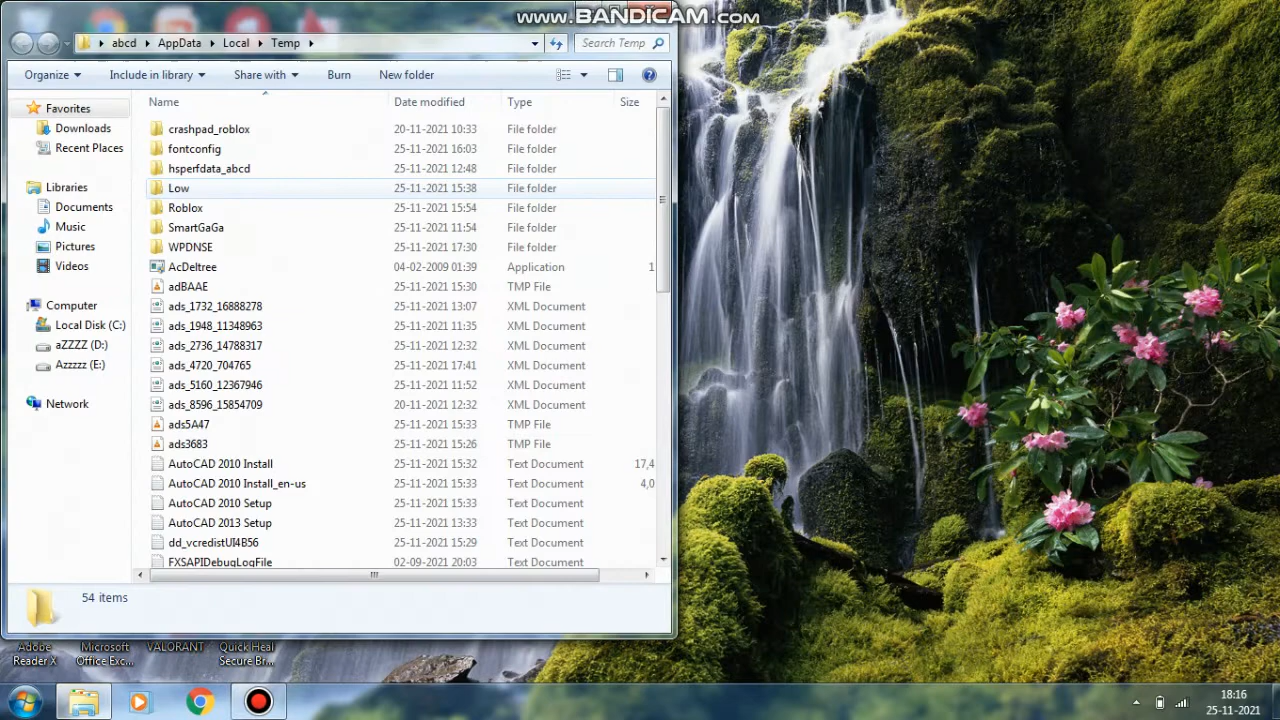 www.BANDICAM.com
abcd
AppData
Local
Temp
Search Temp
Organize
Include in library
Share with
Burn
New folder
Name Date modified Type Size
Favorites
Downloads
Recent Places
Libraries
Documents
Music
Pictures
Videos
Computer
Local Disk (C:)
aZZZZ (D:)
Azzzzz (E:)
Network
crashpad_roblox 20-11-2021 10:33 File folder
fontconfig 25-11-2021 16:03 File folder
hsperfdata_abcd 25-11-2021 12:48 File folder
Low 25-11-2021 15:38 File folder
Roblox 25-11-2021 15:54 File folder
SmartGaGa 25-11-2021 11:54 File folder
WPDNSE 25-11-2021 17:30 File folder
AcDeltree 04-02-2009 01:39 Application 1
adBAAE 25-11-2021 15:30 TMP File
ads_1732_16888278 25-11-2021 13:07 XML Document
ads_1948_11348963 25-11-2021 11:35 XML Document
ads_2736_14788317 25-11-2021 12:32 XML Document
ads_4720_704765 25-11-2021 17:41 XML Document
ads_5160_12367946 25-11-2021 11:52 XML Document
ads_8596_15854709 20-11-2021 12:32 XML Document
ads5A47 25-11-2021 15:33 TMP File
ads3683 25-11-2021 15:26 TMP File
AutoCAD 2010 Install 25-11-2021 15:32 Text Document 17,4
AutoCAD 2010 Install_en-us 25-11-2021 15:33 Text Document 4,0
AutoCAD 2010 Setup 25-11-2021 15:33 Text Document
AutoCAD 2013 Setup 25-11-2021 13:33 Text Document
dd_vcredistUI4B56 25-11-2021 15:29 Text Document
FXSAPIDebugLogFile 02-09-2021 20:03 Text Document
54 items
Adobe
Reader X
Microsoft
Office Exc...
VALORANT
Quick Heal
Secure Br...
18:16
25-11-2021